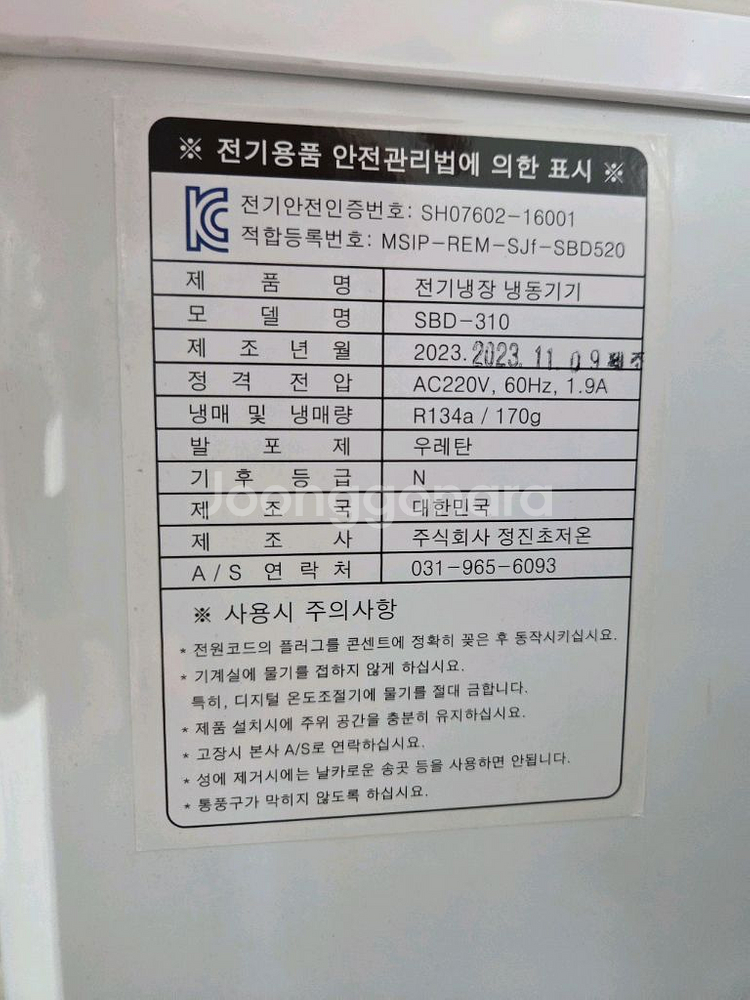 ※ 전기용품 안전관리법에 의한 표시 ※
전기안전인증번호: SH07602-16001
적합등록번호: MSIP-REM-SJf-SBD520
제 품 명 전기냉장 냉동기기
모 델 명 SBD-310
제 조 년 월 2023. 2023. 11. 09 제조
정 격 전 압 AC220V, 60Hz, 1.9A
냉매 및 냉매량 R134a / 170g
발 포 제 우레탄
기 후 등 급 N
제 조 국 대한민국
Joonggonara
제 조 사 주식회사 정진초저온
A/S 연 락 처 031-965-6093
※ 사용시 주의사항
* 전원코드의 플러그를 콘센트에 정확히 꽂은 후 동작시키십시요.
* 기계실에 물기를 접하지 않게 하십시요.
특히, 디지털 온도조절기에 물기를 절대 금합니다.
* 제품 설치시에 주위 공간을 충분히 유지하십시요.
* 고장시 본사 A/S로 연락하십시요.
* 성에 제거시에는 날카로운 송곳 등을 사용하면 안됩니다.
* 통풍구가 막히지 않도록 하십시요.